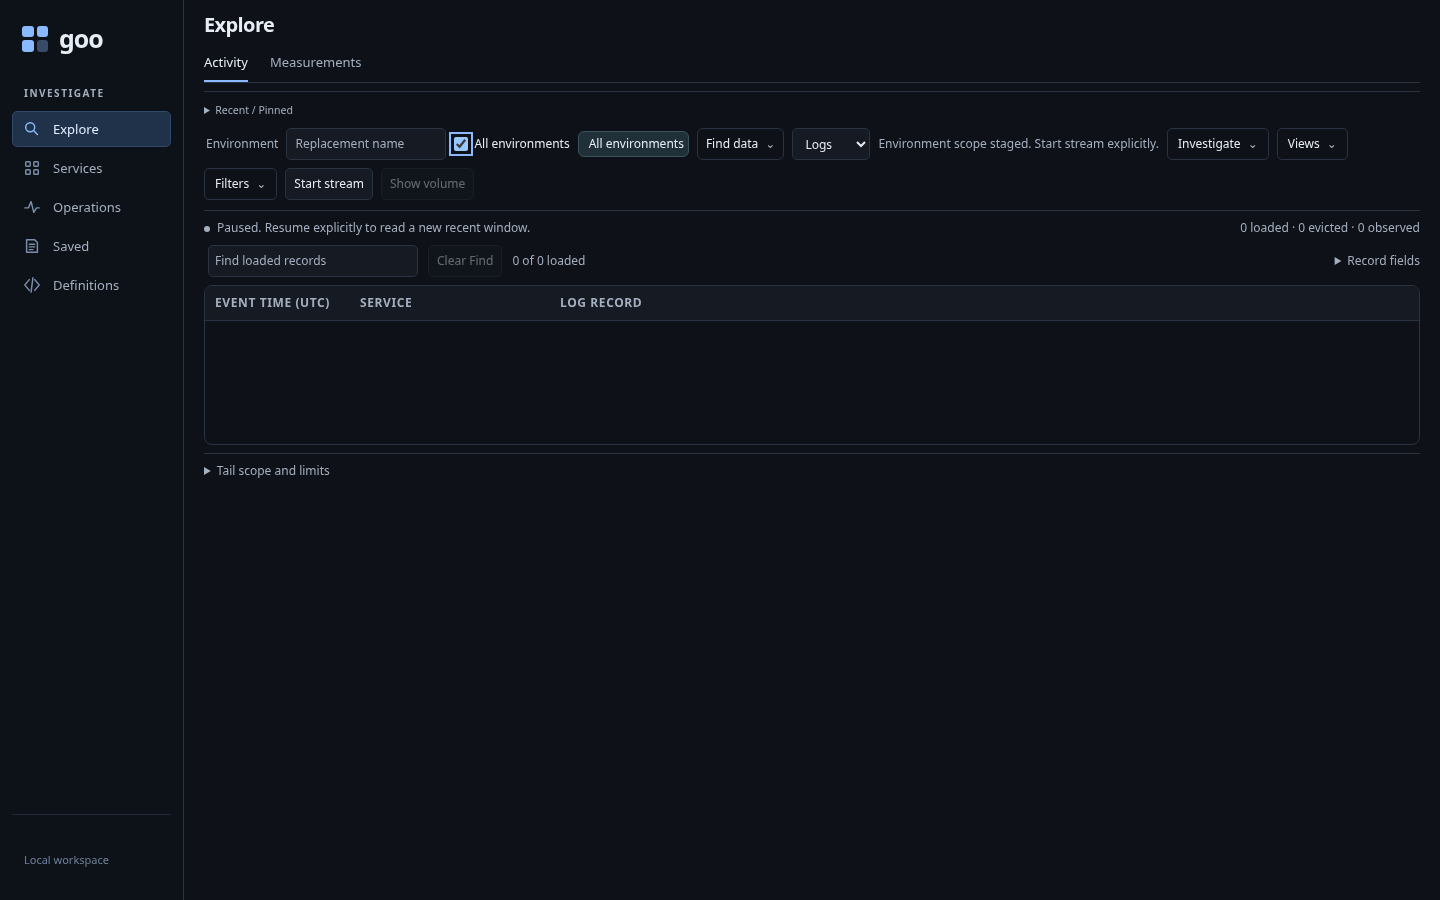 goo
Explore
Activity Measurements
INVESTIGATE
Recent / Pinned
Explore
Environment Replacement name All environments All environments Find data Logs Environment scope staged. Start stream explicitly. Investigate Views
Services
Filters Start stream Show volume
Operations
Paused. Resume explicitly to read a new recent window. 0 loaded · 0 evicted · 0 observed
Saved
Find loaded records Clear Find 0 of 0 loaded Record fields
Definitions
EVENT TIME (UTC) SERVICE LOG RECORD
Tail scope and limits
Local workspace